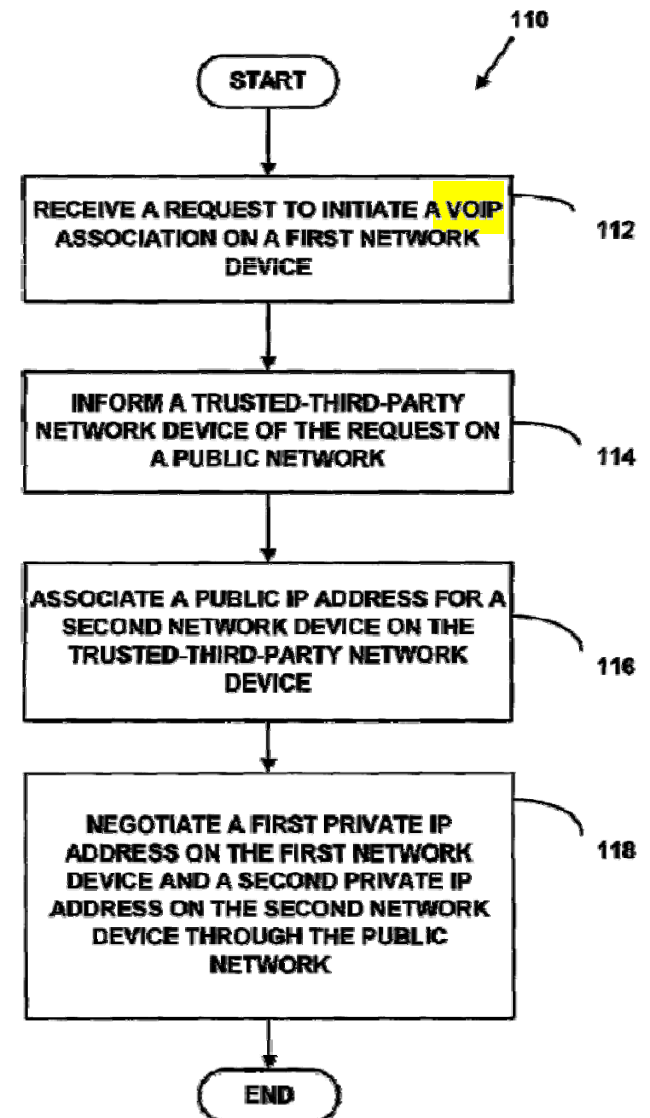 110
START
RECEIVE A REQUEST TO INITIATE A VOIP
ASSOCIATION ON A FIRST NETWORK
DEVICE
112
INFORM A TRUSTED-THIRD-PARTY
NETWORK DEVICE OF THE REQUEST ON
A PUBLIC NETWORK
114
ASSOCIATE A PUBLIC IP ADDRESS FOR A
SECOND NETWORK DEVICE ON THE
TRUSTED-THIRD-PARTY NETWORK
DEVICE
116
NEGOTIATE A FIRST PRIVATE IP
ADDRESS ON THE FIRST NETWORK
DEVICE AND A SECOND PRIVATE IP
ADDRESS ON THE SECOND NETWORK
DEVICE THROUGH THE PUBLIC
NETWORK
118
END